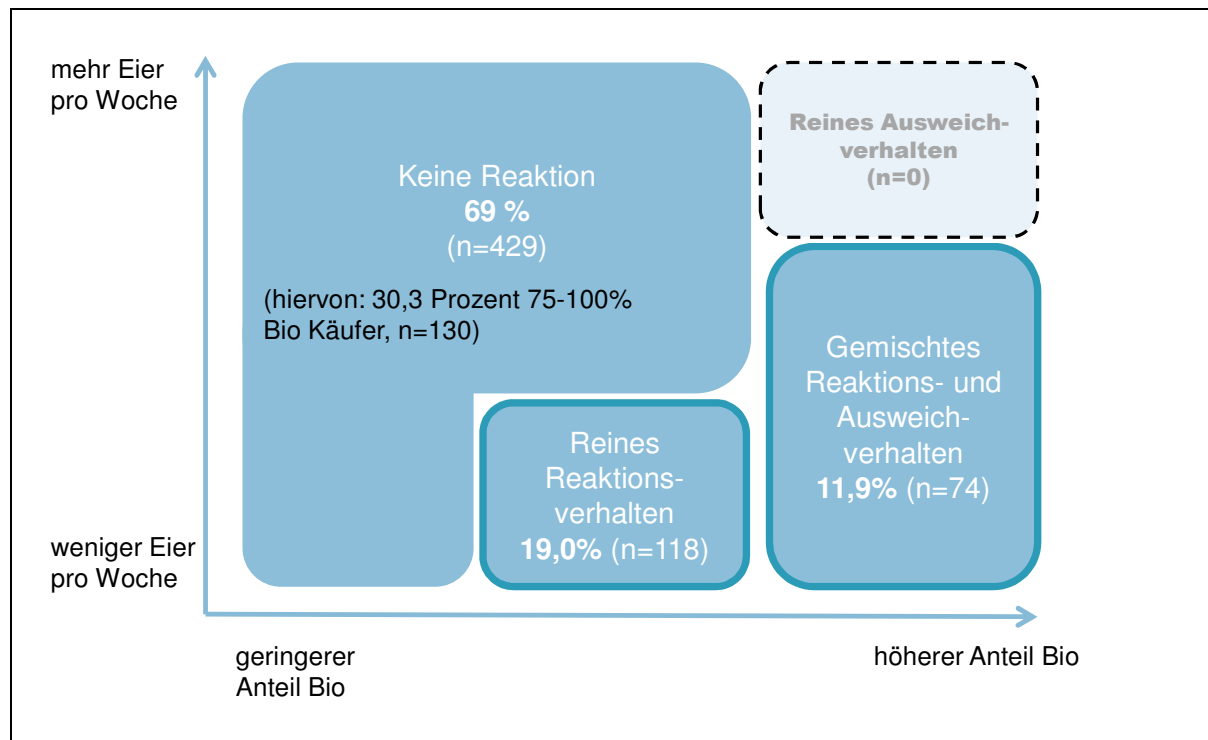 mehr Eier
pro Woche
Keine Reaktion
69 %
(n=429)
(hiervon: 30,3 Prozent 75-100%
Bio Käufer, n=130)
Reines Ausweich-
verhalten
(n=0)
Gemischtes
Reaktions- und
Ausweich-
verhalten
11,9% (n=74)
Reines
Reaktions-
verhalten
19,0% (n=118)
weniger Eier
pro Woche
geringerer
Anteil Bio
höherer Anteil Bio